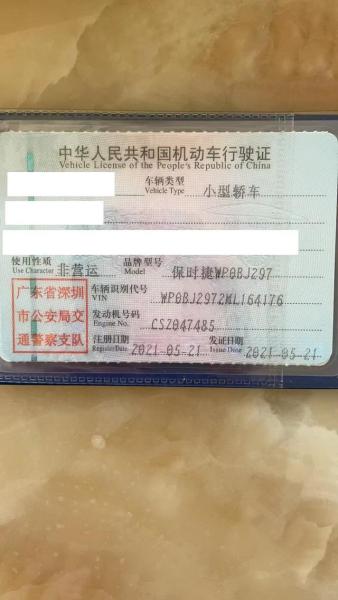 中华人民共和国机动车行驶证
Vehicle License of the People's Republic of China
车辆类型 小型轿车
Vehicle Type
使用性质 非营运 品牌型号 保时捷WP0BJ297
Use Character Model
车辆识别代号 WP0BJ2972ML164176
VIN
发动机号码 CSZ047485
Engine No.
注册日期 2021-05-21 发证日期 2021-05-21
Register Date Issue Date
广东省深圳
市公安局交
通警察支队